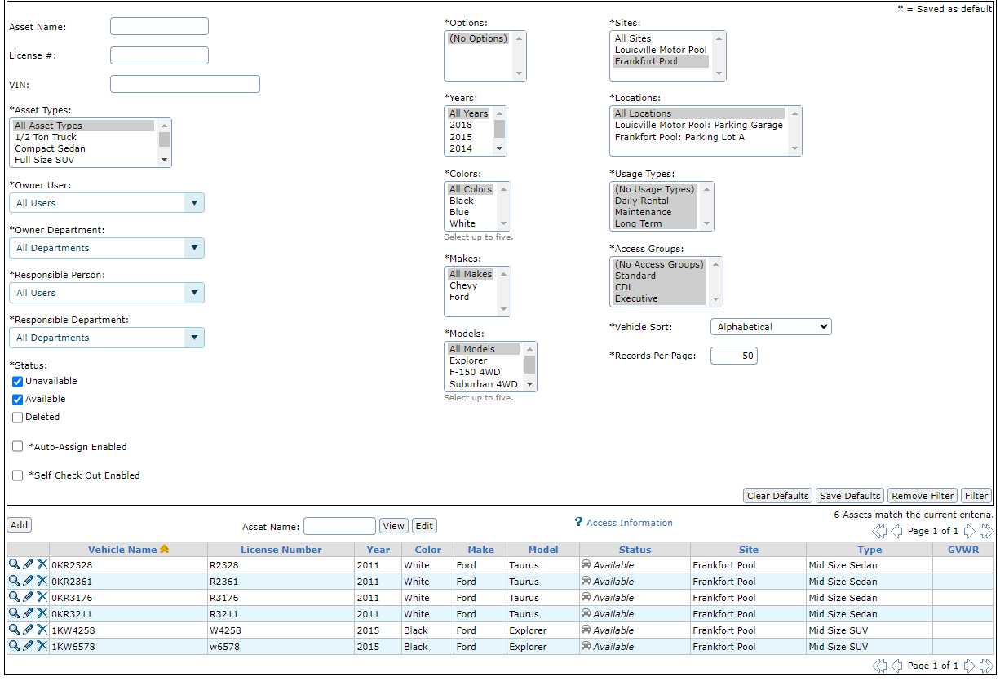 * = Saved as default
Asset Name:
License #:
VIN:
*Asset Types:
All Asset Types
1/2 Ton Truck
Compact Sedan
Full Size SUV
*Owner User:
All Users
*Owner Department:
All Departments
*Responsible Person:
All Users
*Responsible Department:
All Departments
*Status:
Unavailable
Available
Deleted
*Auto-Assign Enabled
*Self Check Out Enabled
*Options:
(No Options)
*Years:
All Years
2018
2015
2014
*Colors:
All Colors
Black
Blue
White
Select up to five.
*Makes:
All Makes
Chevy
Ford
*Models:
All Models
Explorer
F-150 4WD
Suburban 4WD
Select up to five.
*Sites:
All Sites
Louisville Motor Pool
Frankfort Pool
*Locations:
All Locations
Louisville Motor Pool: Parking Garage
Frankfort Pool: Parking Lot A
*Usage Types:
(No Usage Types)
Daily Rental
Maintenance
Long Term
*Access Groups:
(No Access Groups)
Standard
CDL
Executive
*Vehicle Sort: Alphabetical
*Records Per Page: 50
Clear Defaults Save Defaults Remove Filter Filter
6 Assets match the current criteria.
Add Asset Name: View Edit ? Access Information Page 1 of 1
Vehicle Name License Number Year Color Make Model Status Site Type GVWR
0KR2328 R2328 2011 White Ford Taurus Available Frankfort Pool Mid Size Sedan
0KR2361 R2361 2011 White Ford Taurus Available Frankfort Pool Mid Size Sedan
0KR3176 R3176 2011 White Ford Taurus Available Frankfort Pool Mid Size Sedan
0KR3211 R3211 2011 White Ford Taurus Available Frankfort Pool Mid Size Sedan
1KW4258 W4258 2015 Black Ford Explorer Available Frankfort Pool Mid Size SUV
1KW6578 w6578 2015 Black Ford Explorer Available Frankfort Pool Mid Size SUV
Page 1 of 1